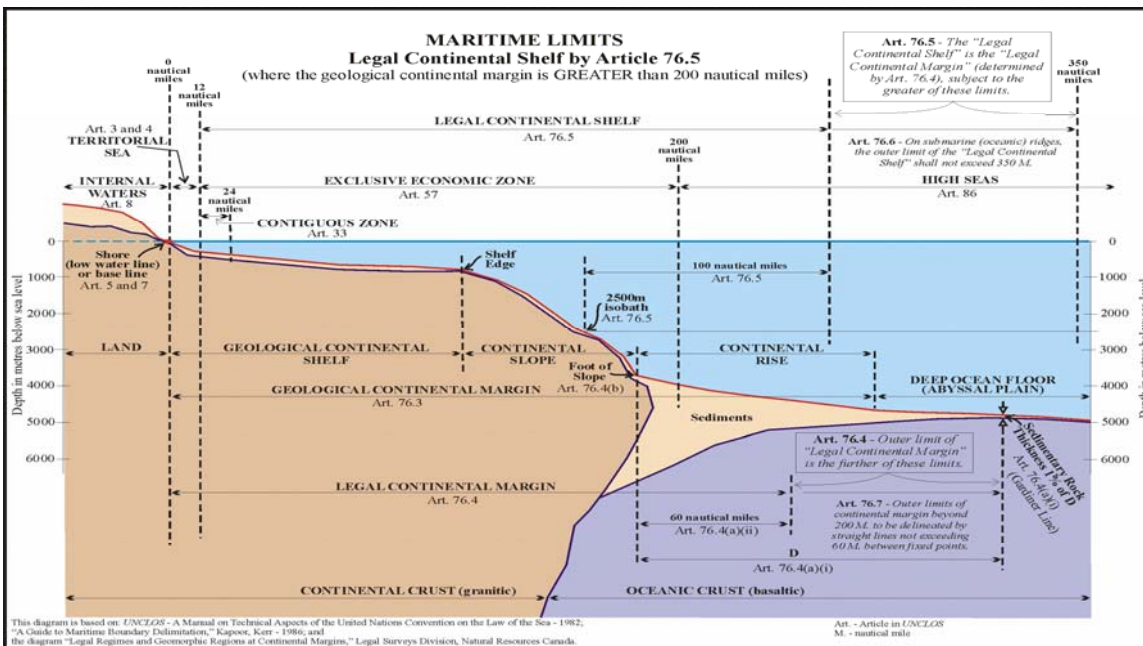 MARITIME LIMITS
Legal Continental Shelf by Article 76.5
(where the geological continental margin is GREATER than 200 nautical miles)
0
nautical
miles
12
nautical
miles
Art. 76.5 - The "Legal
Continental Shelf" is the "Legal
Continental Margin" (determined
by Art. 76.4), subject to the
greater of these limits.
350
nautical
miles
Art. 3 and 4
TERRITORIAL
SEA
LEGAL CONTINENTAL SHELF
Art. 76.5
200
nautical
miles
Art. 76.6 - On submarine (oceanic) ridges,
the outer limit of the "Legal Continental
Shelf" shall not exceed 350 M.
INTERNAL
WATERS
Art. 8
EXCLUSIVE ECONOMIC ZONE
Art. 57
HIGH SEAS
Art. 86
24
nautical miles
CONTIGUOUS ZONE
Art. 33
Depth in metres below sea level
0
1000
2000
3000
4000
5000
6000
Shore
(low water line)
or base line
Art. 5 and 7
Shelf
Edge
100 nautical miles
Art. 76.5
2500m
isobath
Art. 76.5
LAND
GEOLOGICAL CONTINENTAL
SHELF
CONTINENTAL
SLOPE
CONTINENTAL
RISE
Foot of
Slope
Art. 76.4(b)
GEOLOGICAL CONTINENTAL MARGIN
Art. 76.3
DEEP OCEAN FLOOR
(ABYSSAL PLAIN)
Sediments
Art. 76.4 - Outer limit of
"Legal Continental Margin"
is the further of these limits.
Sedimentary Rock
Thickness 1% of D
Art. 76.4(a)(i)
(Gardiner Line)
0
1000
2000
3000
4000
5000
6000
LEGAL CONTINENTAL MARGIN
Art. 76.4
60 nautical miles
Art. 76.4(a)(ii)
Art. 76.7 - Outer limits of
continental margin beyond
200 M. to be delineated by
straight lines not exceeding
60 M. between fixed points.
D
Art. 76.4(a)(i)
CONTINENTAL CRUST (granitic)
OCEANIC CRUST (basaltic)
This diagram is based on: UNCLOS - A Manual on Technical Aspects of the United Nations Convention on the Law of the Sea - 1982;
"A Guide to Maritime Boundary Delimitation," Kapoor, Kerr - 1986; and
the diagram "Legal Regimes and Geomorphic Regions at Continental Margins," Legal Surveys Division, Natural Resources Canada.
Art. - Article in UNCLOS
M. - nautical mile